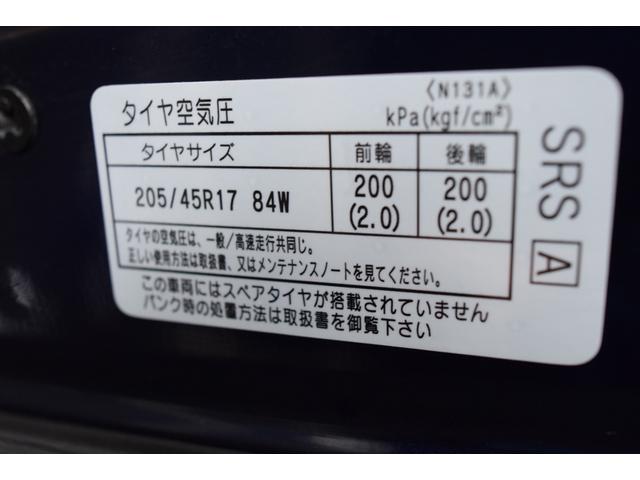 〈N131A〉
タイヤ空気圧 kPa(kgf/cm²)
タイヤサイズ 前輪 後輪
205/45R17 84W 200 (2.0) 200 (2.0)
タイヤの空気圧は、一般/高速走行共同じ。
正しい使用方法は取扱書、又はメンテナンスノートを見てください。
この車両にはスペアタイヤが搭載されていません
パンク時の処置方法は取扱書を御覧下さい
SRS A